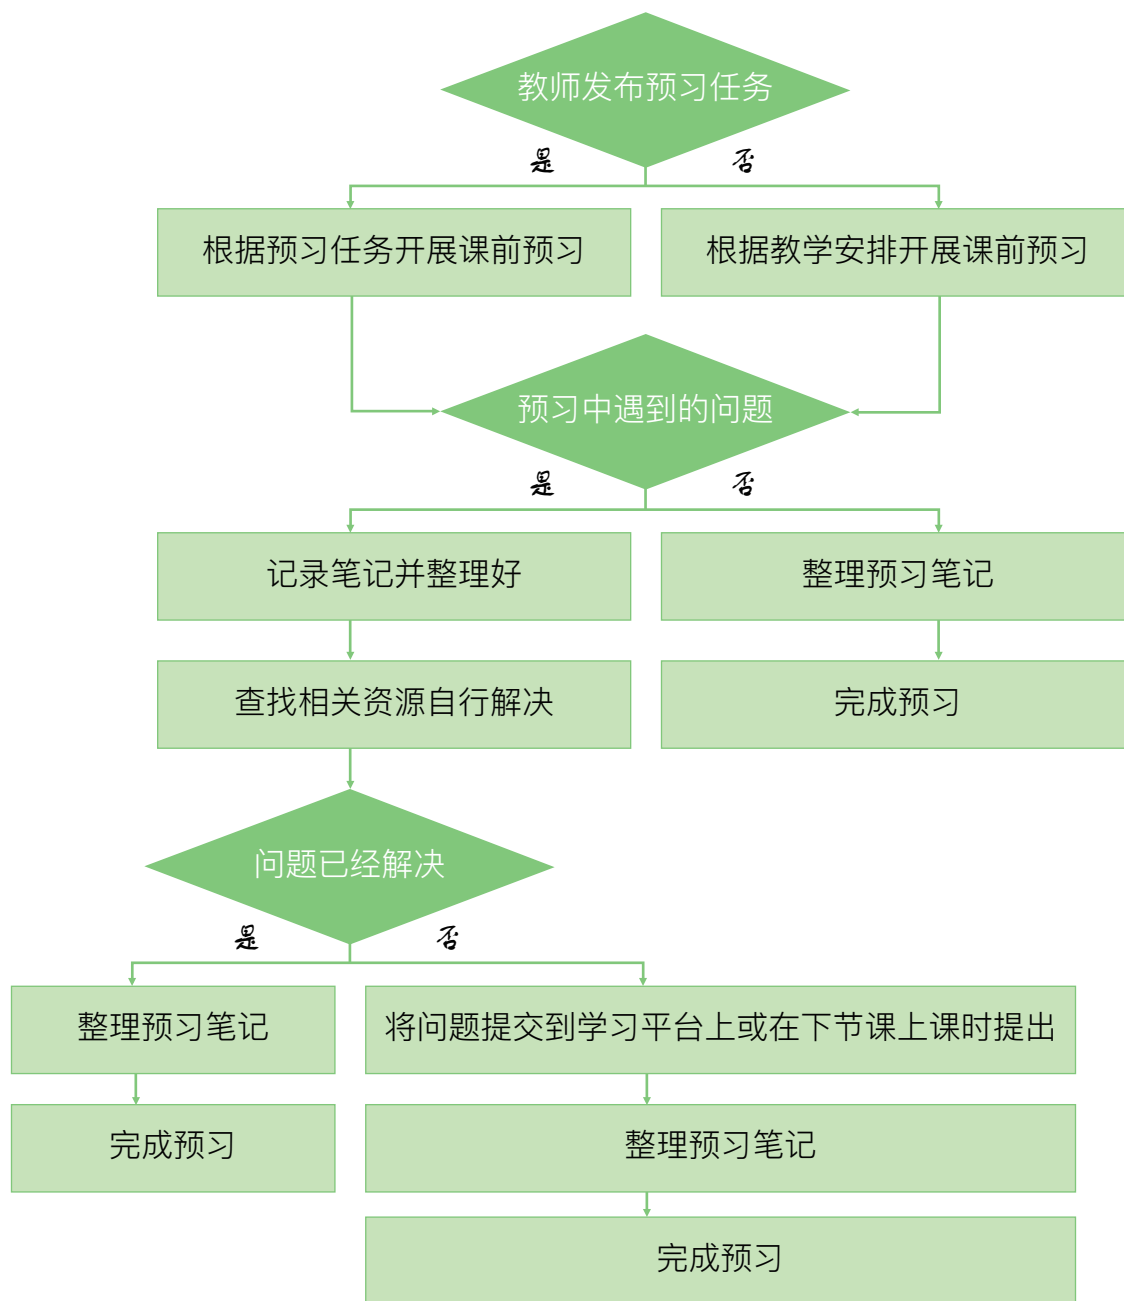 教师发布预习任务
是
否
根据预习任务开展课前预习
根据教学安排开展课前预习
预习中遇到的问题
是
否
记录笔记并整理好
整理预习笔记
查找相关资源自行解决
完成预习
问题已经解决
是
否
整理预习笔记
将问题提交到学习平台上或在下节课上课时提出
完成预习
整理预习笔记
完成预习